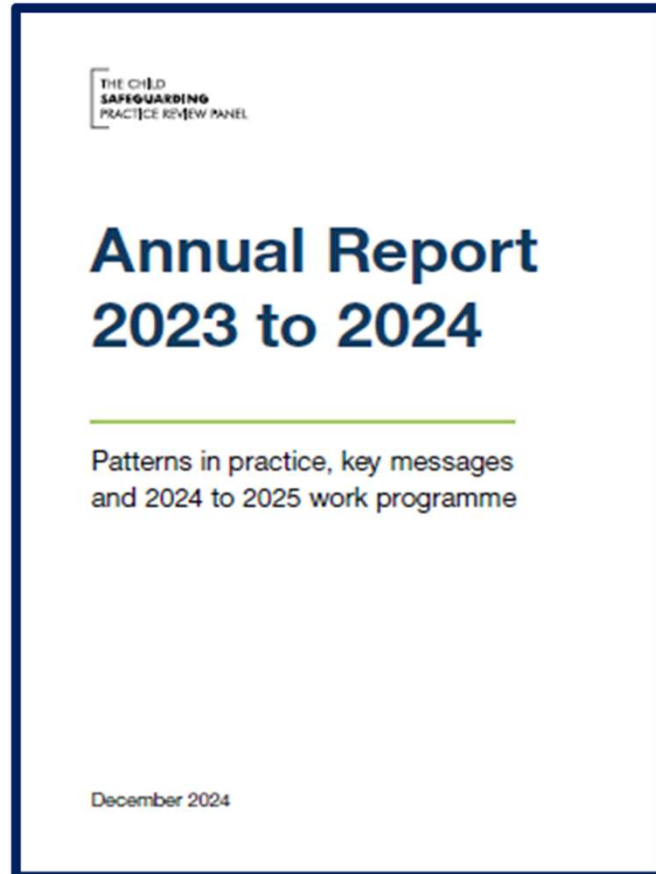 THE CHILD
SAFEGUARDING
PRACTICE REVIEW PANEL
Annual Report
2023 to 2024
Patterns in practice, key messages
and 2024 to 2025 work programme
December 2024